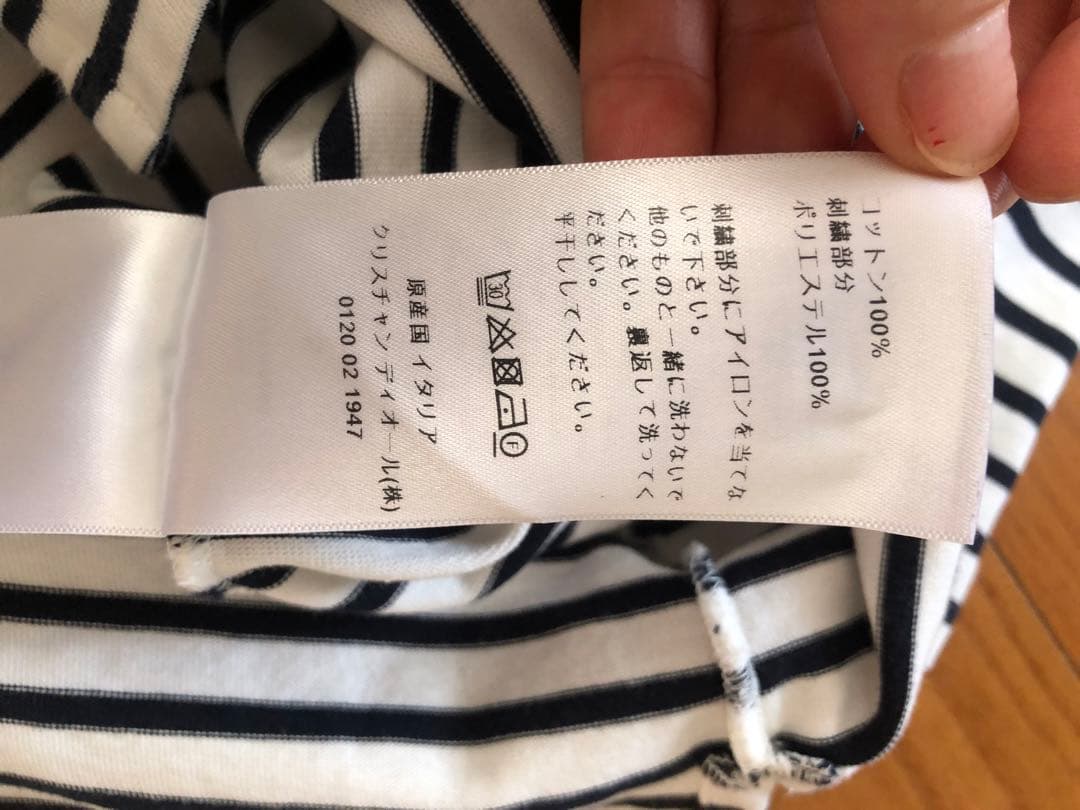 コットン100%
刺繍部分
ポリエステル100%
刺繍部分にアイロンを当てな
いで下さい。
他のものと一緒に洗わないで
ください。裏返して洗ってく
ださい。
平干ししてください。
30
F
原産国 イタリア
クリスチャン ディオール(株)
0120 02 1947